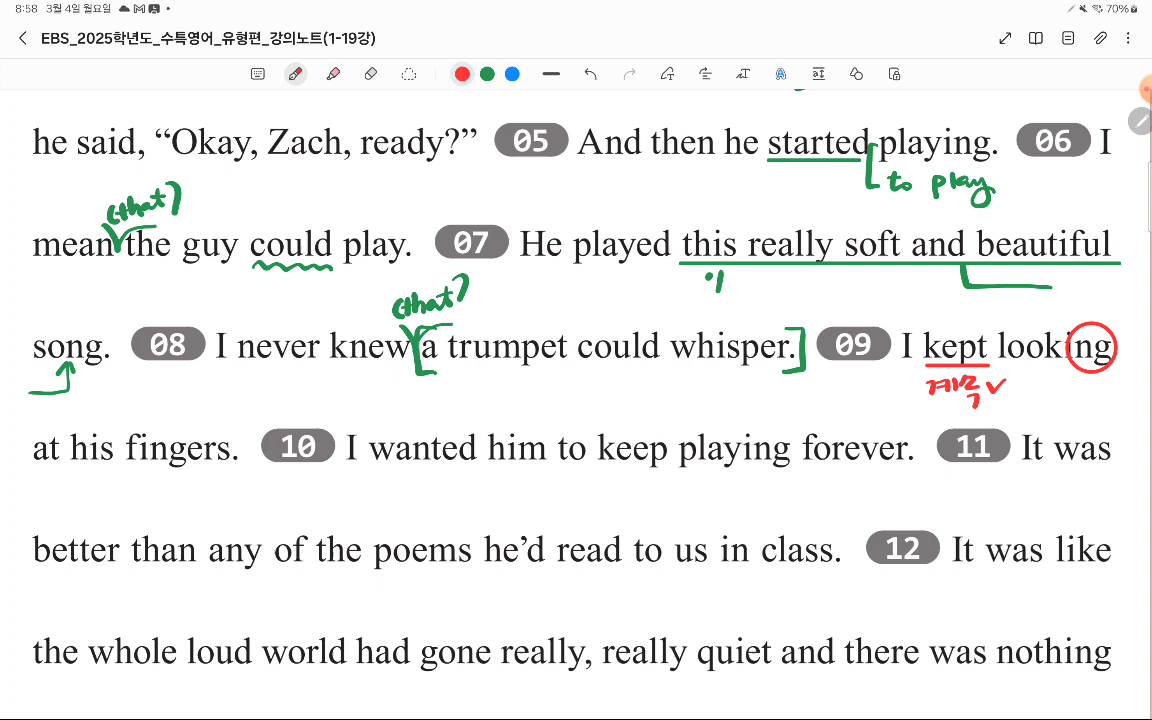 8:58 3월 4일 월요일 70%
EBS_2025학년도_수특영어_유형편_강의노트(1-19강)
he said, “Okay, Zach, ready?” 05 And then he started playing. 06 I
to play
(that)
mean the guy could play. 07 He played this really soft and beautiful
(that)
song. 08 I never knew a trumpet could whisper. 09 I kept looking
계속
at his fingers. 10 I wanted him to keep playing forever. 11 It was
better than any of the poems he’d read to us in class. 12 It was like
the whole loud world had gone really, really quiet and there was nothing